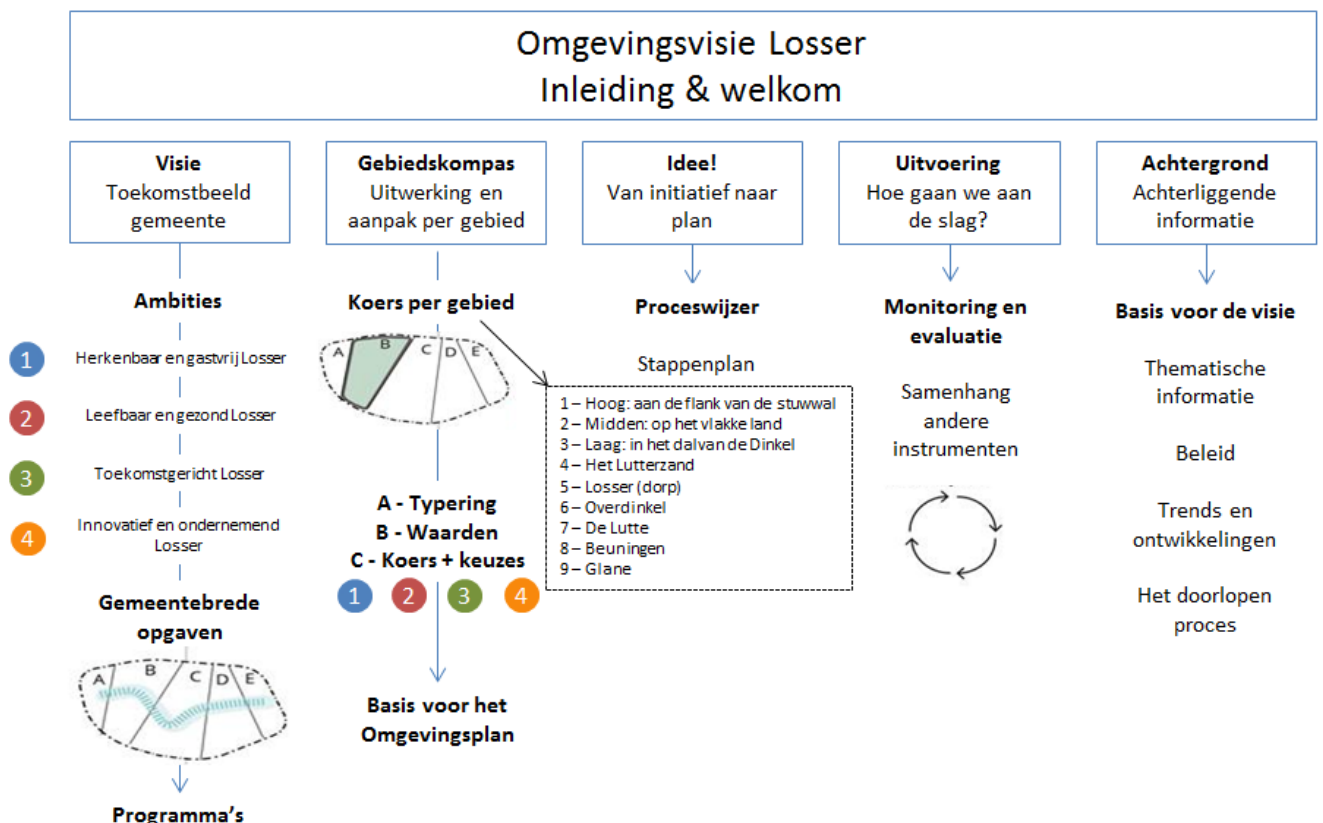 Omgevingsvisie Losser
Inleiding & welkom
Visie
Toekomstbeeld
gemeente
Ambities
1
Herkenbaar en gastvrij Losser
2
Leefbaar en gezond Losser
3
Toekomstgericht Losser
4
Innovatief en ondernemend
Losser
Gemeentebrede
opgaven
A B C D E
Programma's
Gebiedskompas
Uitwerking en
aanpak per gebied
Koers per gebied
A B C D E
A - Typering
B - Waarden
C - Koers + keuzes
1 2 3 4
Basis voor het
Omgevingsplan
Idee!
Van initiatief naar
plan
Proceswijzer
Stappenplan
1 – Hoog: aan de flank van de stuwwal
2 – Midden: op het vlakke land
3 – Laag: in het dal van de Dinkel
4 – Het Lutterzand
5 – Losser (dorp)
6 – Overdinkel
7 – De Lutte
8 – Beuningen
9 – Glane
Uitvoering
Hoe gaan we aan
de slag?
Monitoring en
evaluatie
Samenhang
andere
instrumenten
Achtergrond
Achterliggende
informatie
Basis voor de visie
Thematische
informatie
Beleid
Trends en
ontwikkelingen
Het doorlopen
proces